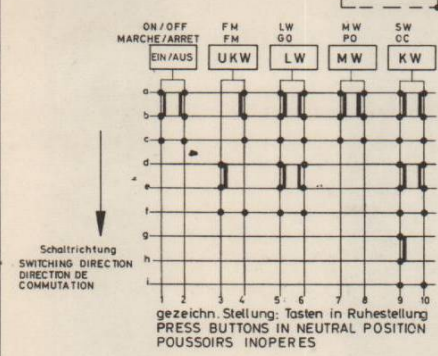 ON/OFF FM LW MW SW
MARCHE/ARRET FM GO PO OC
EIN/AUS UKW LW MW KW
a
b
c
d
e
f
g
h
i
Schaltrichtung
SWITCHING DIRECTION
DIRECTION DE
COMMUTATION
1 2 3 4 5 6 7 8 9 10
gezeichn. Stellung: Tasten in Ruhestellung
PRESS BUTTONS IN NEUTRAL POSITION
POUSSOIRS INOPERES